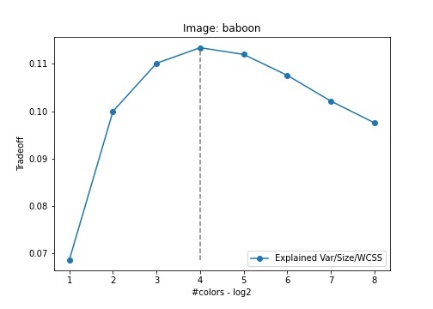 Image: baboon
0.11
0.10
0.09
0.08
0.07
Tradeoff
1 2 3 4 5 6 7 8
#colors - log2
Explained Var/Size/WCSS